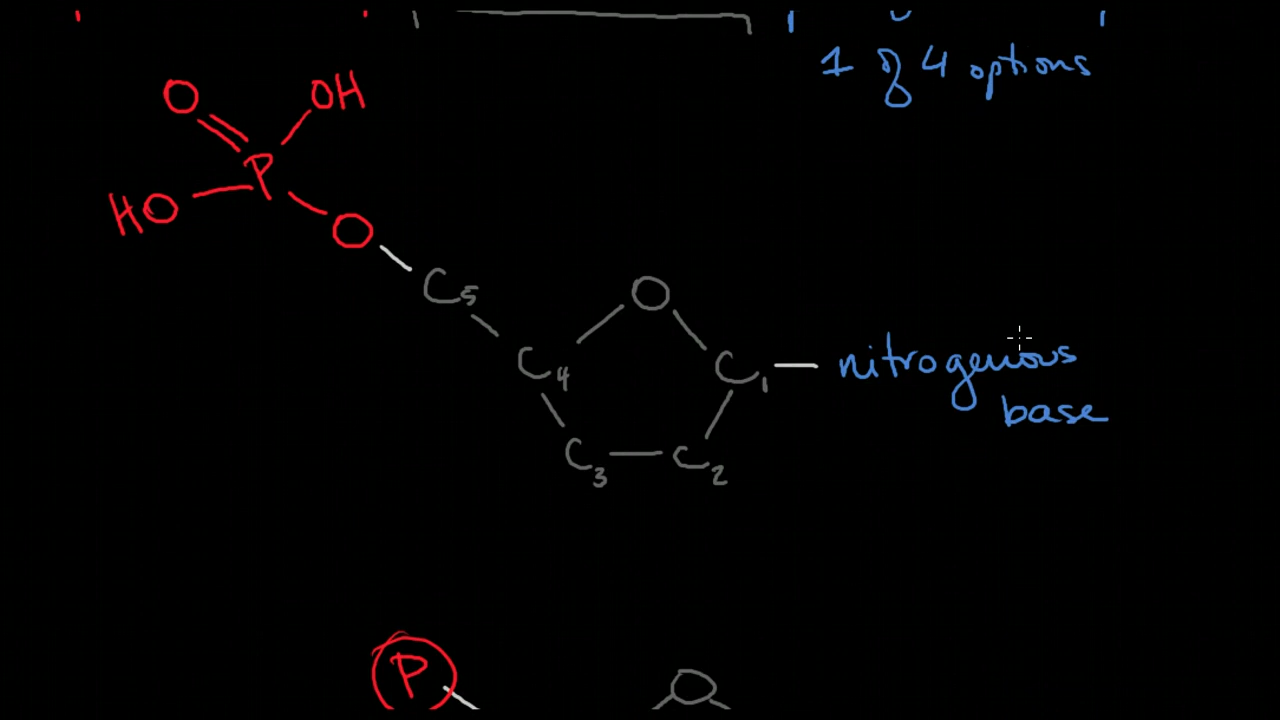 1 of 4 options
O
OH
P
HO
O
C5
O
C4
C1
nitrogenous
base
C3
C2
P
O